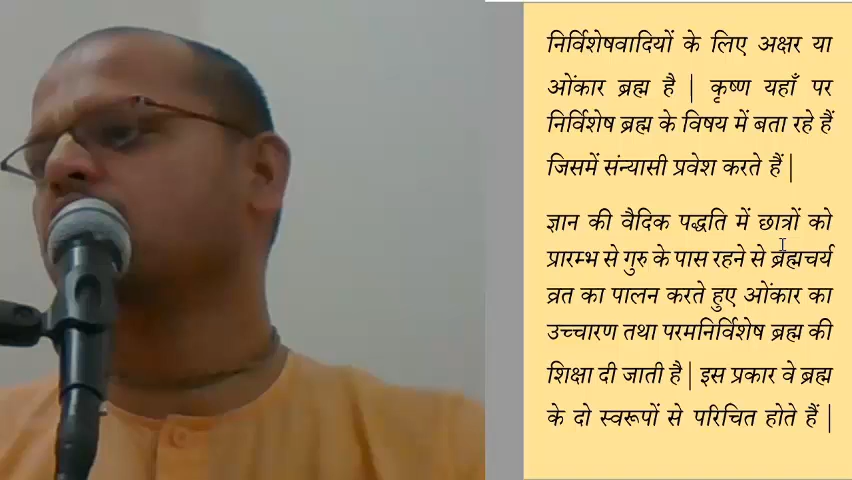 निर्विशेषवादियों के लिए अक्षर या
ओंकार ब्रह्म है | कृष्ण यहाँ पर
निर्विशेष ब्रह्म के विषय में बता रहे हैं
जिसमें संन्यासी प्रवेश करते हैं |
ज्ञान की वैदिक पद्धति में छात्रों को
प्रारम्भ से गुरु के पास रहने से ब्रह्मचर्य
व्रत का पालन करते हुए ओंकार का
उच्चारण तथा परमनिर्विशेष ब्रह्म की
शिक्षा दी जाती है | इस प्रकार वे ब्रह्म
के दो स्वरूपों से परिचित होते हैं |